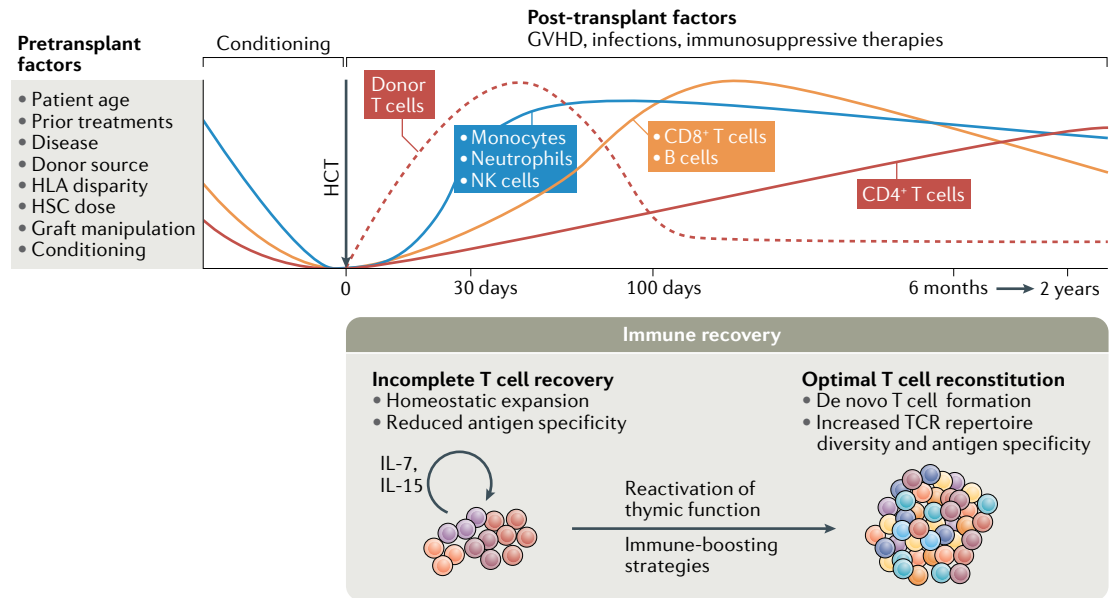 Pretransplant
factors
• Patient age
• Prior treatments
• Disease
• Donor source
• HLA disparity
• HSC dose
• Graft manipulation
• Conditioning
Conditioning
Post-transplant factors
GVHD, infections, immunosuppressive therapies
HCT
Donor
T cells
• Monocytes
• Neutrophils
• NK cells
• CD8⁺ T cells
• B cells
CD4⁺ T cells
0
30 days
100 days
6 months
2 years
Immune recovery
Incomplete T cell recovery
• Homeostatic expansion
• Reduced antigen specificity
IL-7,
IL-15
Reactivation of
thymic function
Immune-boosting
strategies
Optimal T cell reconstitution
• De novo T cell formation
• Increased TCR repertoire
diversity and antigen specificity